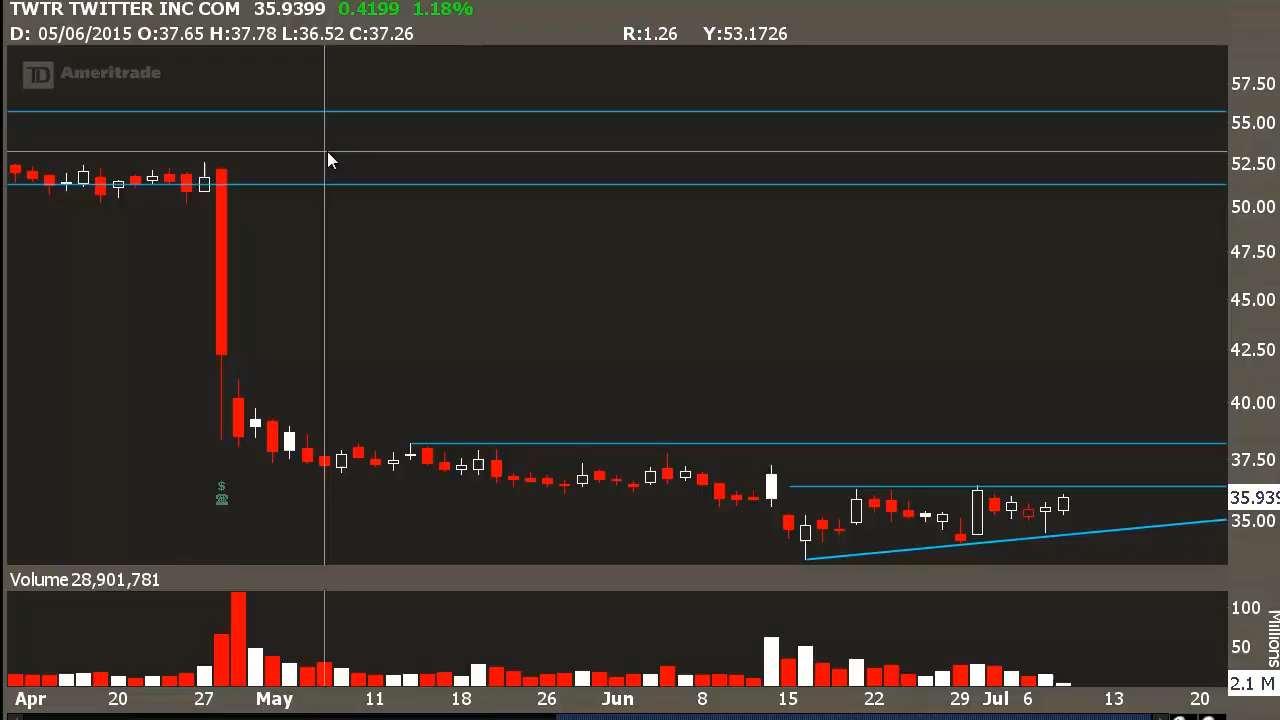 TWTR TWITTER INC COM 35.9399 0.4199 1.18%
D: 05/06/2015 O:37.65 H:37.78 L:36.52 C:37.26 R:1.26 Y:53.1726
TD Ameritrade
57.50
55.00
52.50
50.00
47.50
45.00
42.50
40.00
37.50
35.939
35.00
$
Volume 28,901,781
100
50
Millions
2.1 M
Apr 20 27 May 11 18 26 Jun 8 15 22 29 Jul 6 13 20